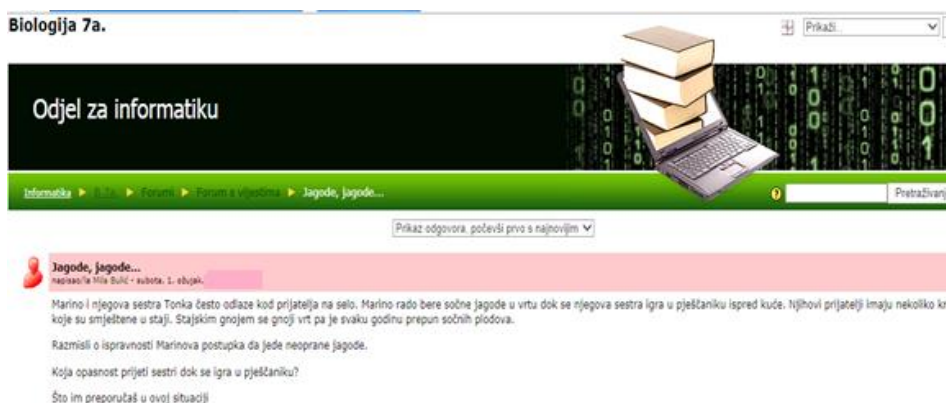 Biologija 7a.
Prikaži...
Odjel za informatiku
Informatika ► B 7a. ► Forumi ► Forum s vijestima ► Jagode, jagode...
Pretraživanj
Prikaz odgovora, počevši prvo s najnovijim
Jagode, jagode...
napisao/la Mila Bulić - subota, 1. ožujak,
Marino i njegova sestra Tonka često odlaze kod prijatelja na selo. Marino rado bere sočne jagode u vrtu dok se njegova sestra igra u pješčaniku ispred kuće. Njihovi prijatelji imaju nekoliko
koje su smještene u staji. Stajskim gnojem se gnoji vrt pa je svaku godinu prepun sočnih plodova.
Razmisli o ispravnosti Marinova postupka da jede neoprane jagode.
Koja opasnost prijeti sestri dok se igra u pješčaniku?
Što im preporučaš u ovoj situaciji